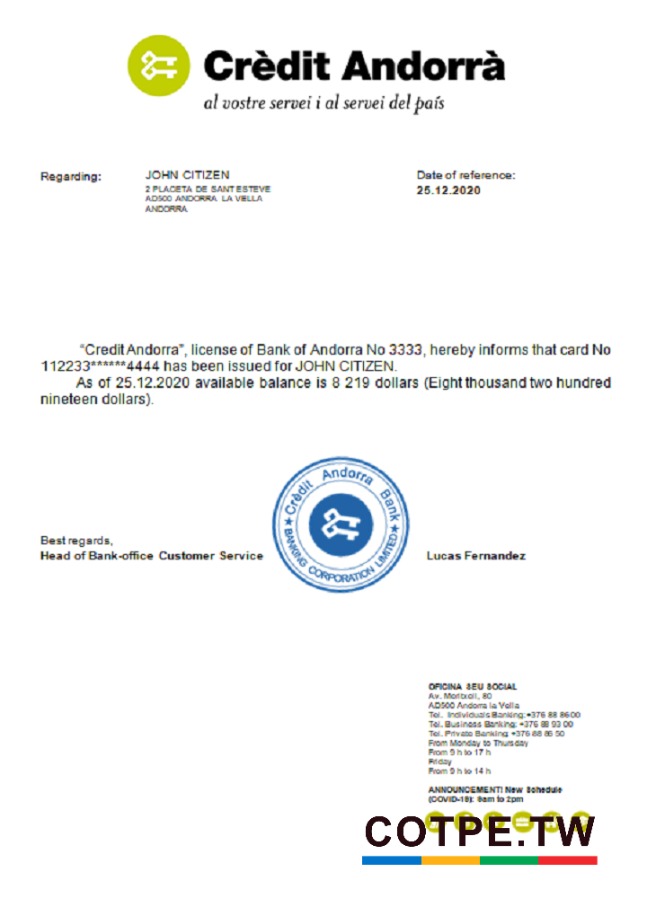 Crèdit Andorrà
al vostre servei i al servei del país
Regarding:
JOHN CITIZEN
2 PLACETA DE SANT ESTEVE
AD500 ANDORRA LA VELLA
ANDORRA
Date of reference:
25.12.2020
“Credit Andorra”, license of Bank of Andorra No 3333, hereby informs that card No
112233******4444 has been issued for JOHN CITIZEN.
As of 25.12.2020 available balance is 8 219 dollars (Eight thousand two hundred
nineteen dollars).
Crèdit Andorra Bank
BANKING CORPORATION LIMITED
Best regards,
Head of Bank-office Customer Service
Lucas Fernandez
OFICINA SEU SOCIAL
Av. Meritxell, 80
AD500 Andorra la Vella
Tel. Individuals Banking: +376 88 86 00
Tel. Business Banking: +376 88 93 00
Tel. Private Banking +376 88 86 50
From Monday to Thursday
From 9 h to 17 h
Friday
From 9 h to 14 h
ANNOUNCEMENT! New Schedule
(COVID-19): 9am to 2pm
COTPE.TW